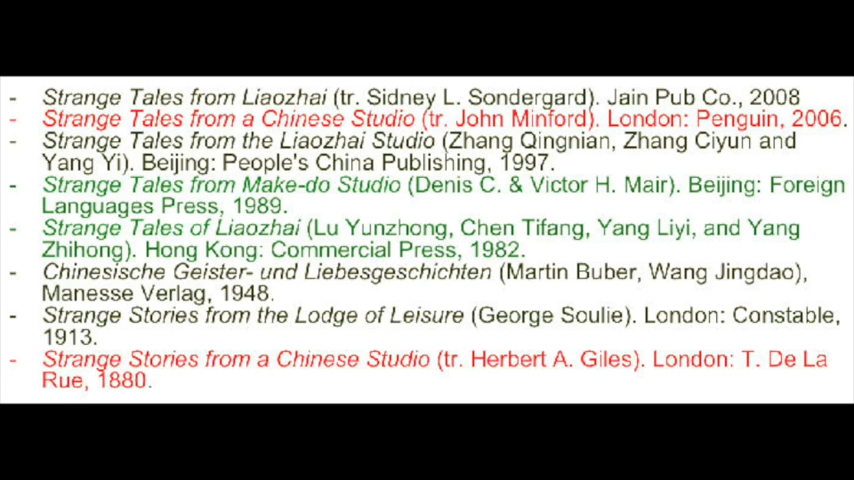 - Strange Tales from Liaozhai (tr. Sidney L. Sondergard). Jain Pub Co., 2008
- Strange Tales from a Chinese Studio (tr. John Minford). London: Penguin, 2006.
- Strange Tales from the Liaozhai Studio (Zhang Qingnian, Zhang Ciyun and
Yang Yi). Beijing: People's China Publishing, 1997.
- Strange Tales from Make-do Studio (Denis C. & Victor H. Mair). Beijing: Foreign
Languages Press, 1989.
- Strange Tales of Liaozhai (Lu Yunzhong, Chen Tifang, Yang Liyi, and Yang
Zhihong). Hong Kong: Commercial Press, 1982.
- Chinesische Geister- und Liebesgeschichten (Martin Buber, Wang Jingdao),
Manesse Verlag, 1948.
- Strange Stories from the Lodge of Leisure (George Soulie). London: Constable,
1913.
- Strange Stories from a Chinese Studio (tr. Herbert A. Giles). London: T. De La
Rue, 1880.